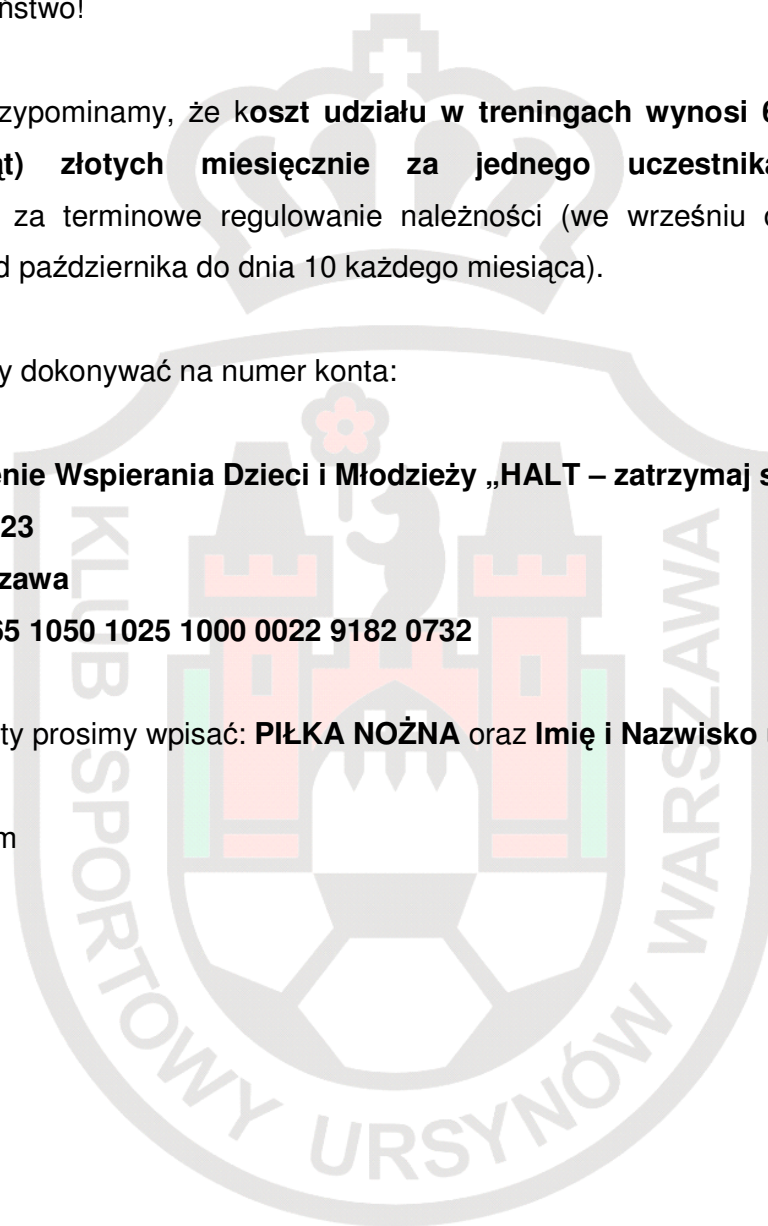 ństwo!
zypominamy, że koszt udziału w treningach wynosi 6
ąt) złotych miesięcznie za jednego uczestnika
za terminowe regulowanie należności (we wrześniu
d października do dnia 10 każdego miesiąca).
y dokonywać na numer konta:
enie Wspierania Dzieci i Młodzieży „HALT – zatrzymaj s
23
zawa
65 1050 1025 1000 0022 9182 0732
ty prosimy wpisać: PIŁKA NOŻNA oraz Imię i Nazwisko
m
KLUB SPORTOWY URSYNÓW WARSZAWA